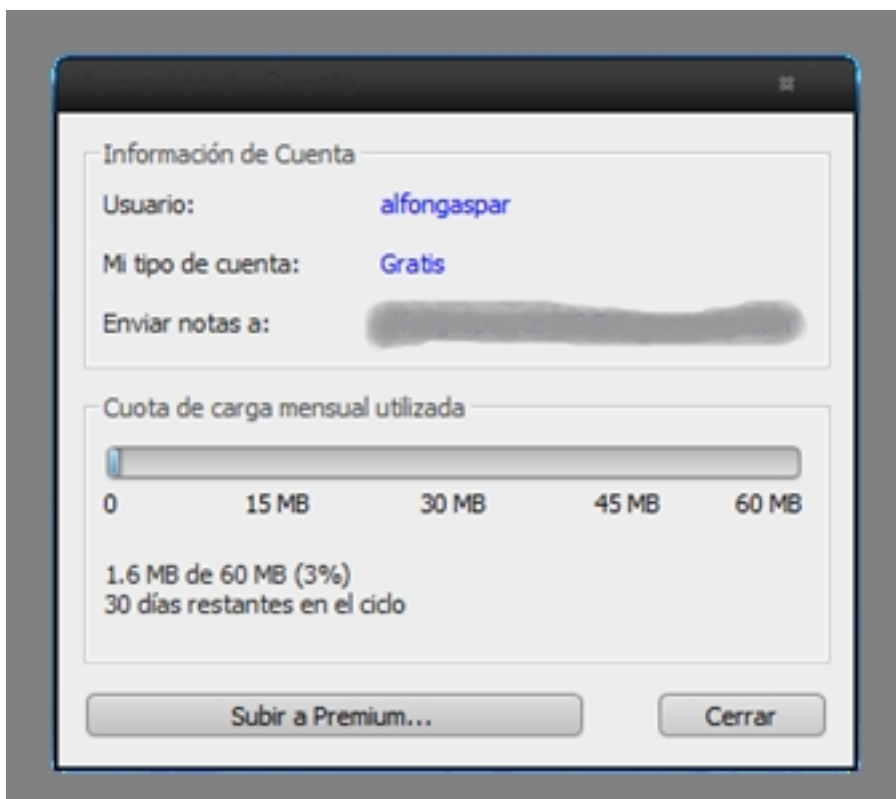 Información de Cuenta
Usuario: alfongaspar
Mi tipo de cuenta: Gratis
Enviar notas a:
Cuota de carga mensual utilizada
0 15 MB 30 MB 45 MB 60 MB
1.6 MB de 60 MB (3%)
30 días restantes en el ciclo
Subir a Premium... Cerrar